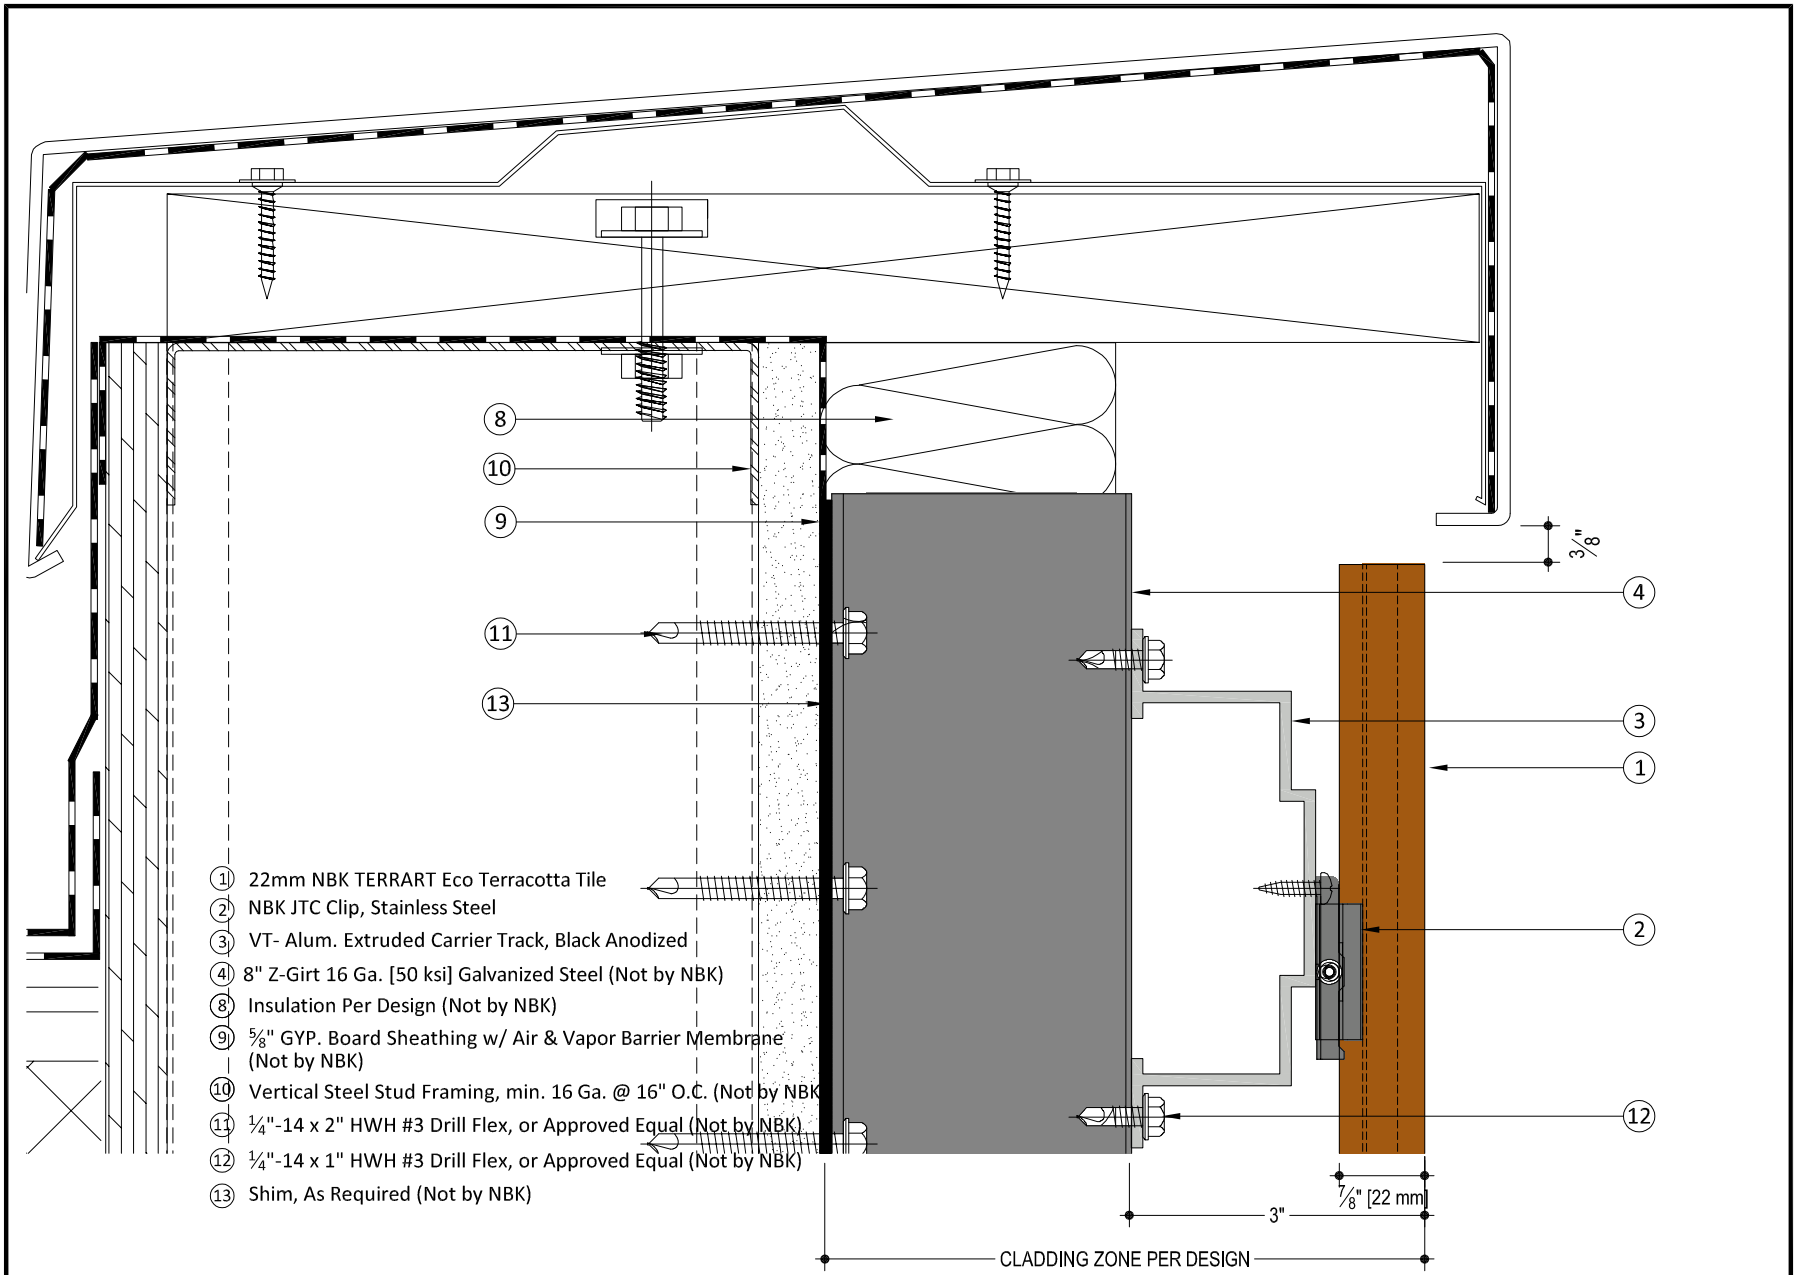 8
10
9
11
13
3/8"
4
3
1
2
12
1 22mm NBK TERRART Eco Terracotta Tile
2 NBK JTC Clip, Stainless Steel
3 VT- Alum. Extruded Carrier Track, Black Anodized
4 8" Z-Girt 16 Ga. [50 ksi] Galvanized Steel (Not by NBK)
8 Insulation Per Design (Not by NBK)
9 ⅝" GYP. Board Sheathing w/ Air & Vapor Barrier Membrane
(Not by NBK)
10 Vertical Steel Stud Framing, min. 16 Ga. @ 16" O.C. (Not by NBK
11 ¼"-14 x 2" HWH #3 Drill Flex, or Approved Equal (Not by NBK)
12 ¼"-14 x 1" HWH #3 Drill Flex, or Approved Equal (Not by NBK)
13 Shim, As Required (Not by NBK)
7/8" [22 mm]
3"
CLADDING ZONE PER DESIGN